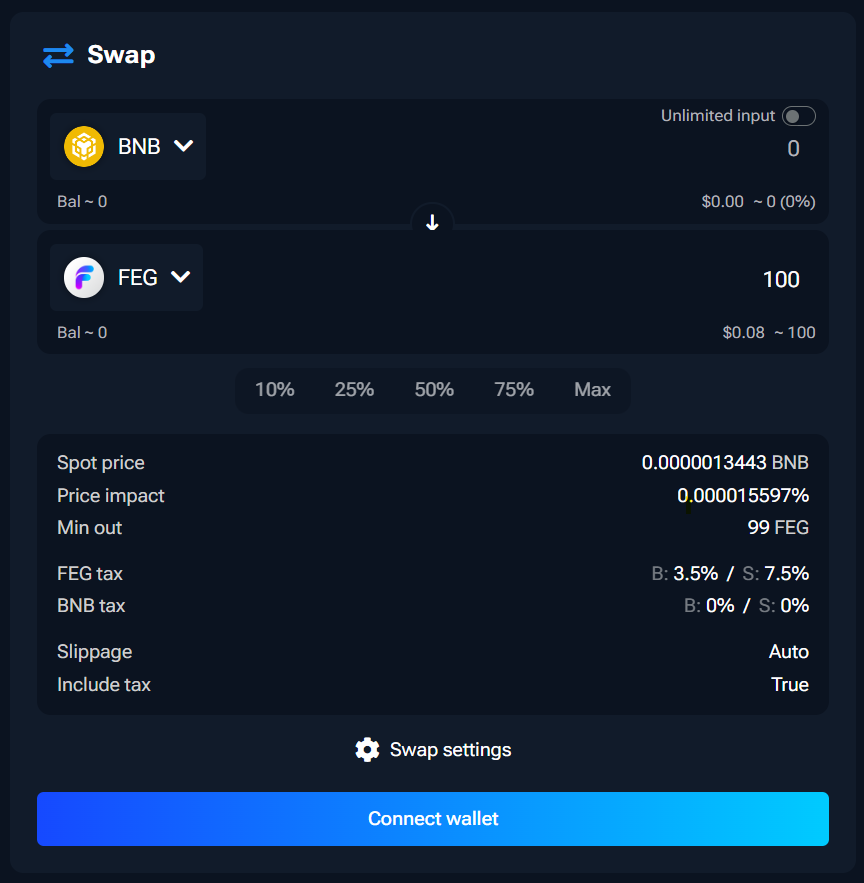 Swap
Unlimited input
BNB
0
Bal ~ 0
$0.00 ~ 0 (0%)
FEG
100
Bal ~ 0
$0.08 ~ 100
10% 25% 50% 75% Max
Spot price 0.0000013443 BNB
Price impact 0.000015597%
Min out 99 FEG
FEG tax B: 3.5% / S: 7.5%
BNB tax B: 0% / S: 0%
Slippage Auto
Include tax True
Swap settings
Connect wallet